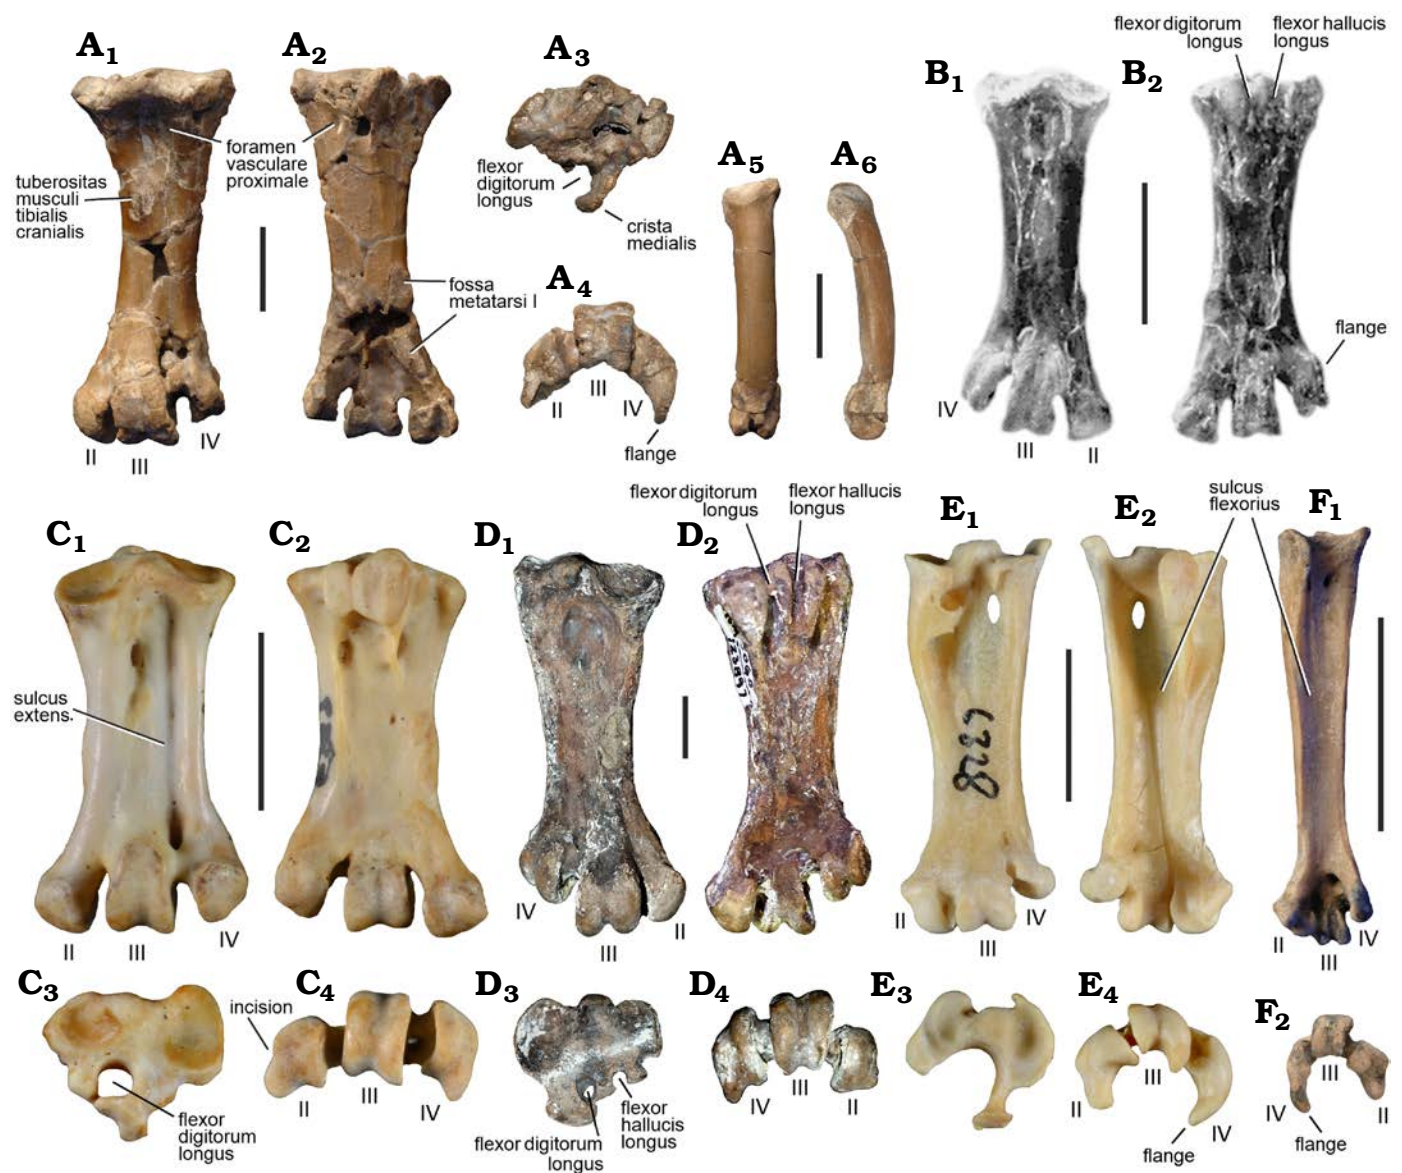 A1
A2
A3
foramen
vasculare
proximale
tuberositas
musculi
tibialis
cranialis
flexor
digitorum
longus
crista
medialis
A4
fossa
metatarsi I
II
III
IV
II
III
IV
flange
A5
A6
B1
B2
flexor digitorum
longus
flexor hallucis
longus
flange
IV
III
II
C1
C2
sulcus
extens.
II
III
IV
D1
D2
flexor digitorum
longus
flexor hallucis
longus
IV
III
II
E1
E2
sulcus
flexorius
F1
II
III
IV
II
III
IV
C3
flexor
digitorum
longus
C4
incision
II
III
IV
D3
flexor digitorum
longus
flexor
hallucis
longus
D4
IV
III
II
E3
E4
II
III
IV
flange
F2
III
IV
II
flange